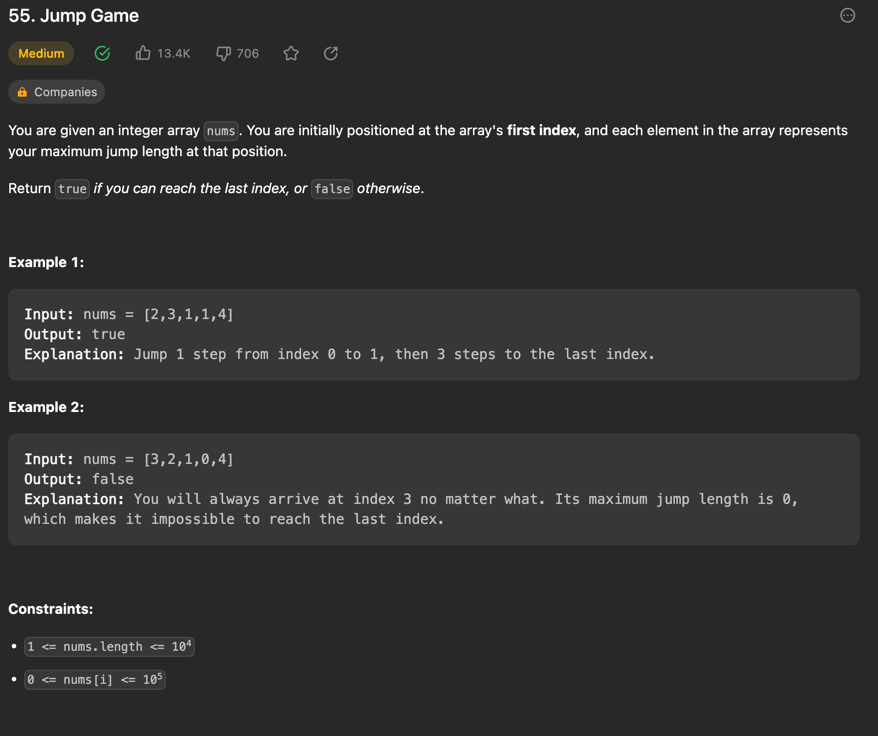 55. Jump Game
Medium 13.4K 706
Companies
You are given an integer array nums. You are initially positioned at the array's first index, and each element in the array represents
your maximum jump length at that position.
Return true if you can reach the last index, or false otherwise.
Example 1:
Input: nums = [2,3,1,1,4]
Output: true
Explanation: Jump 1 step from index 0 to 1, then 3 steps to the last index.
Example 2:
Input: nums = [3,2,1,0,4]
Output: false
Explanation: You will always arrive at index 3 no matter what. Its maximum jump length is 0,
which makes it impossible to reach the last index.
Constraints:
• 1 <= nums.length <= 10⁴
• 0 <= nums[i] <= 10⁵